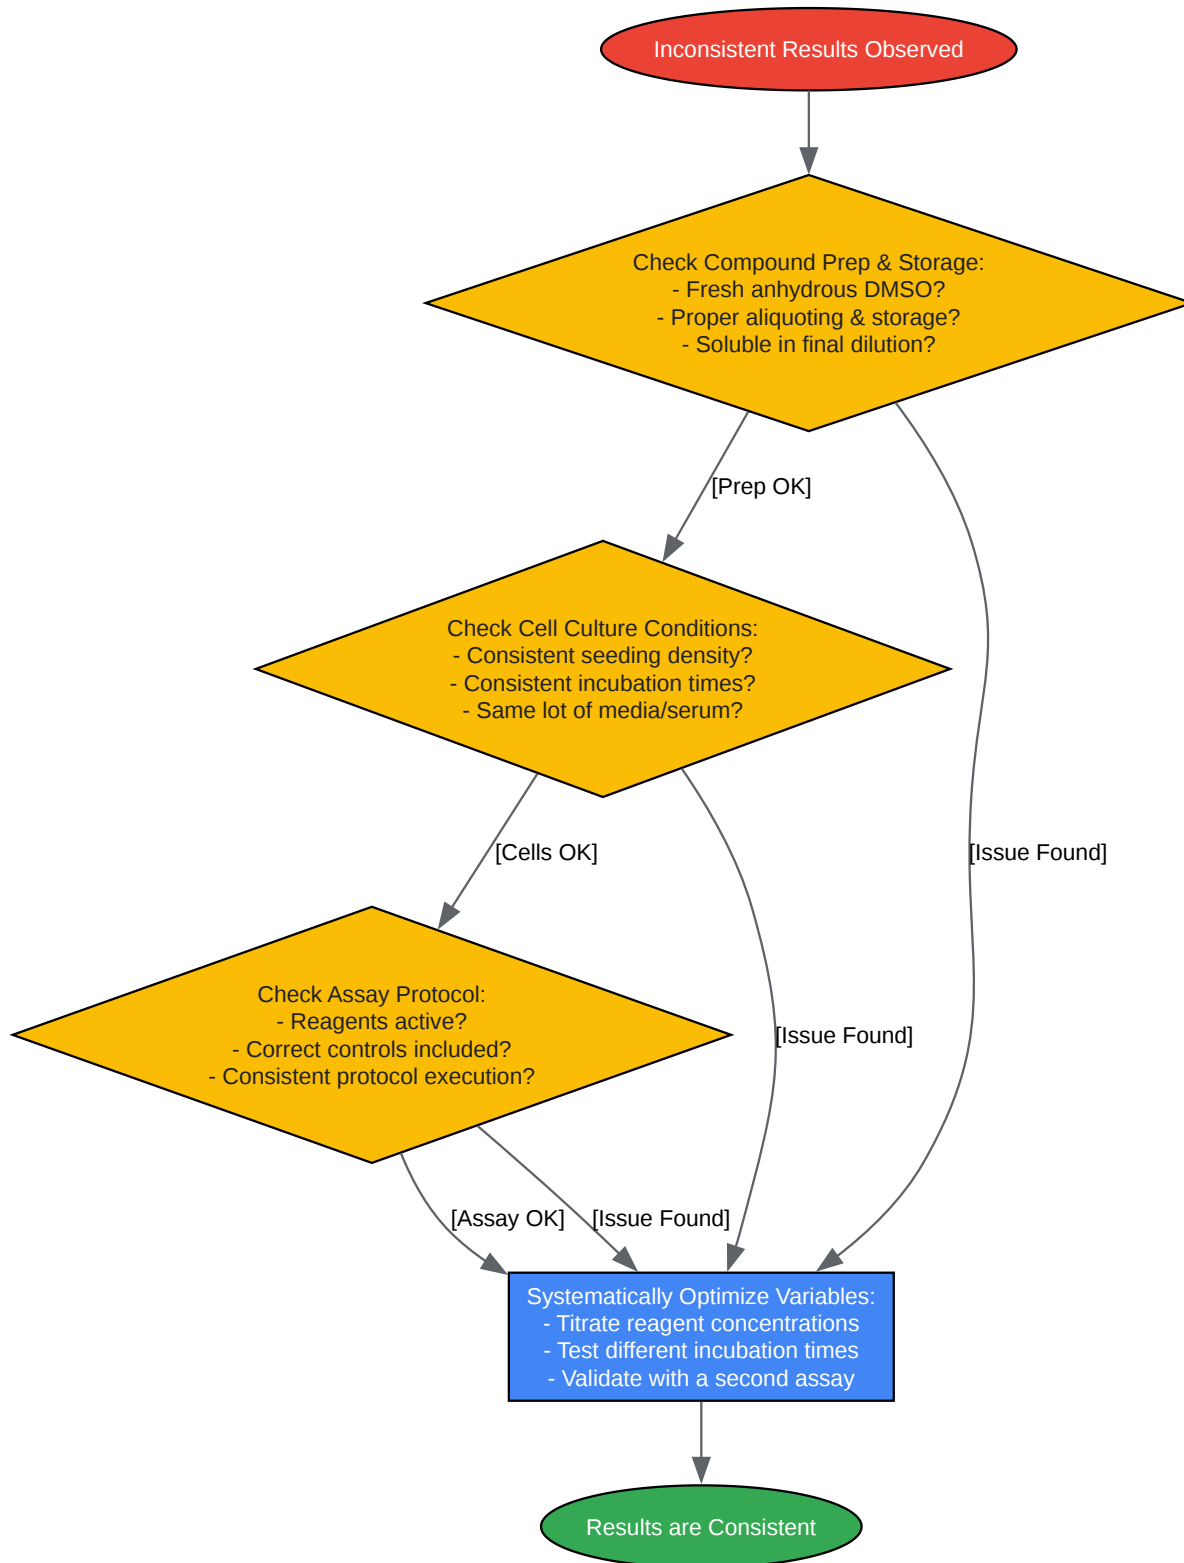 Inconsistent Results Observed
Check Compound Prep & Storage:
- Fresh anhydrous DMSO?
- Proper aliquoting & storage?
- Soluble in final dilution?
[Prep OK]
Check Cell Culture Conditions:
- Consistent seeding density?
- Consistent incubation times?
- Same lot of media/serum?
[Cells OK]
[Issue Found]
Check Assay Protocol:
- Reagents active?
- Correct controls included?
- Consistent protocol execution?
[Issue Found]
[Assay OK]
[Issue Found]
Systematically Optimize Variables:
- Titrate reagent concentrations
- Test different incubation times
- Validate with a second assay
Results are Consistent